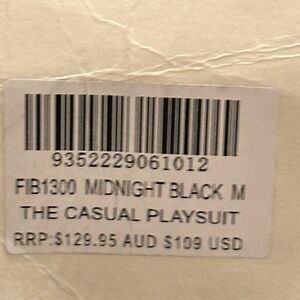 9352229061012
FIB1300 MIDNIGHT BLACK M
THE CASUAL PLAYSUIT
RRP:$129.95 AUD $109 USD